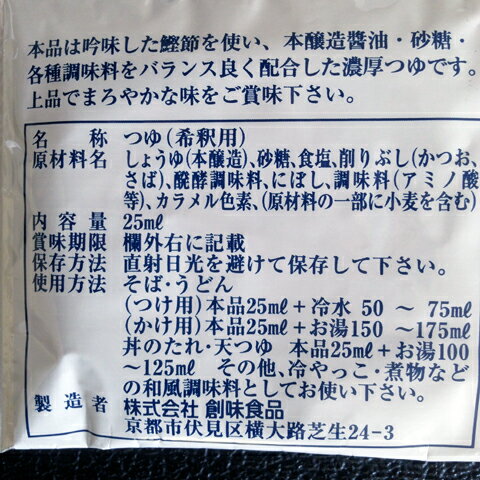 本品は吟味した鰹節を使い、本醸造醬油・砂糖・
各種調味料をバランス良く配合した濃厚つゆです。
上品でまろやかな味をご賞味下さい。
名 称 つゆ(希釈用)
原材料名 しょうゆ(本醸造)、砂糖、食塩、削りぶし(かつお、
さば)、醗酵調味料、にぼし、調味料(アミノ酸
等)、カラメル色素、(原材料の一部に小麦を含む)
内 容 量 25mℓ
賞味期限 欄外右に記載
保存方法 直射日光を避けて保存して下さい。
使用方法 そば・うどん
(つけ用)本品25mℓ+冷水 50 ~ 75mℓ
(かけ用)本品25mℓ+お湯150 ~175mℓ
丼のたれ・天つゆ 本品25mℓ+お湯100
~125mℓ その他、冷やっこ・煮物など
の和風調味料としてお使い下さい。
製 造 者 株式会社 創味食品
京都市伏見区横大路芝生24-3